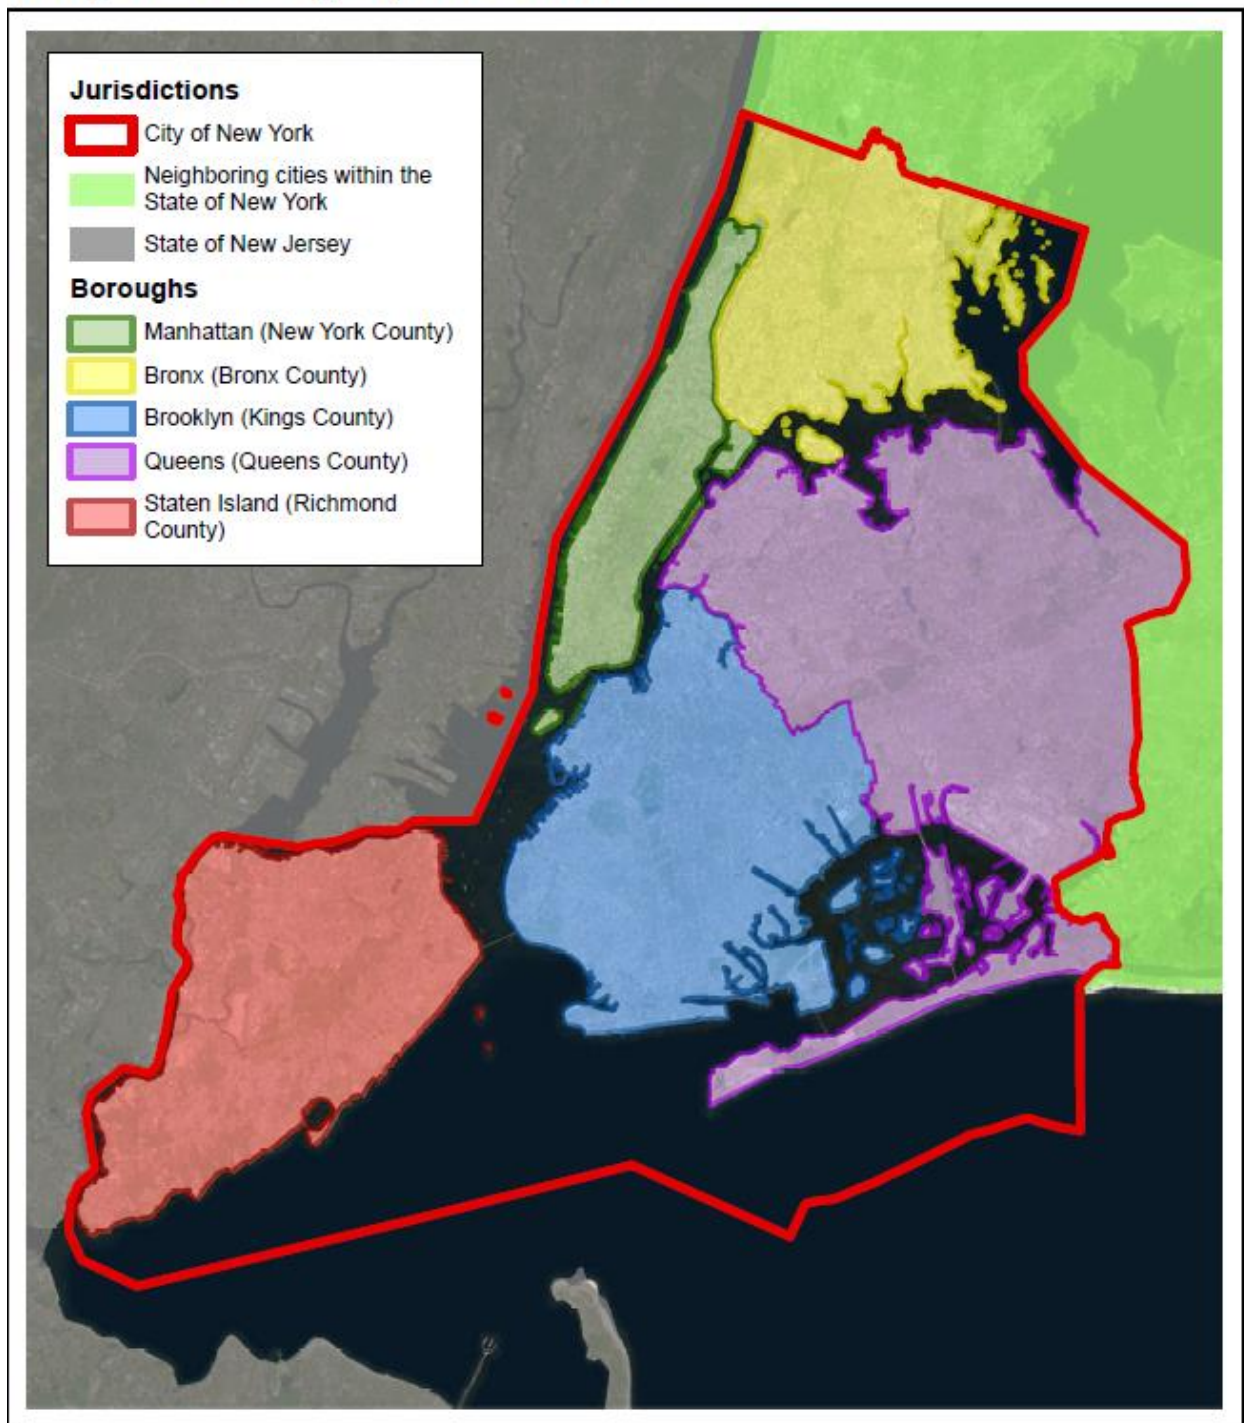 Jurisdictions
City of New York
Neighboring cities within the
State of New York
State of New Jersey
Boroughs
Manhattan (New York County)
Bronx (Bronx County)
Brooklyn (Kings County)
Queens (Queens County)
Staten Island (Richmond
County)